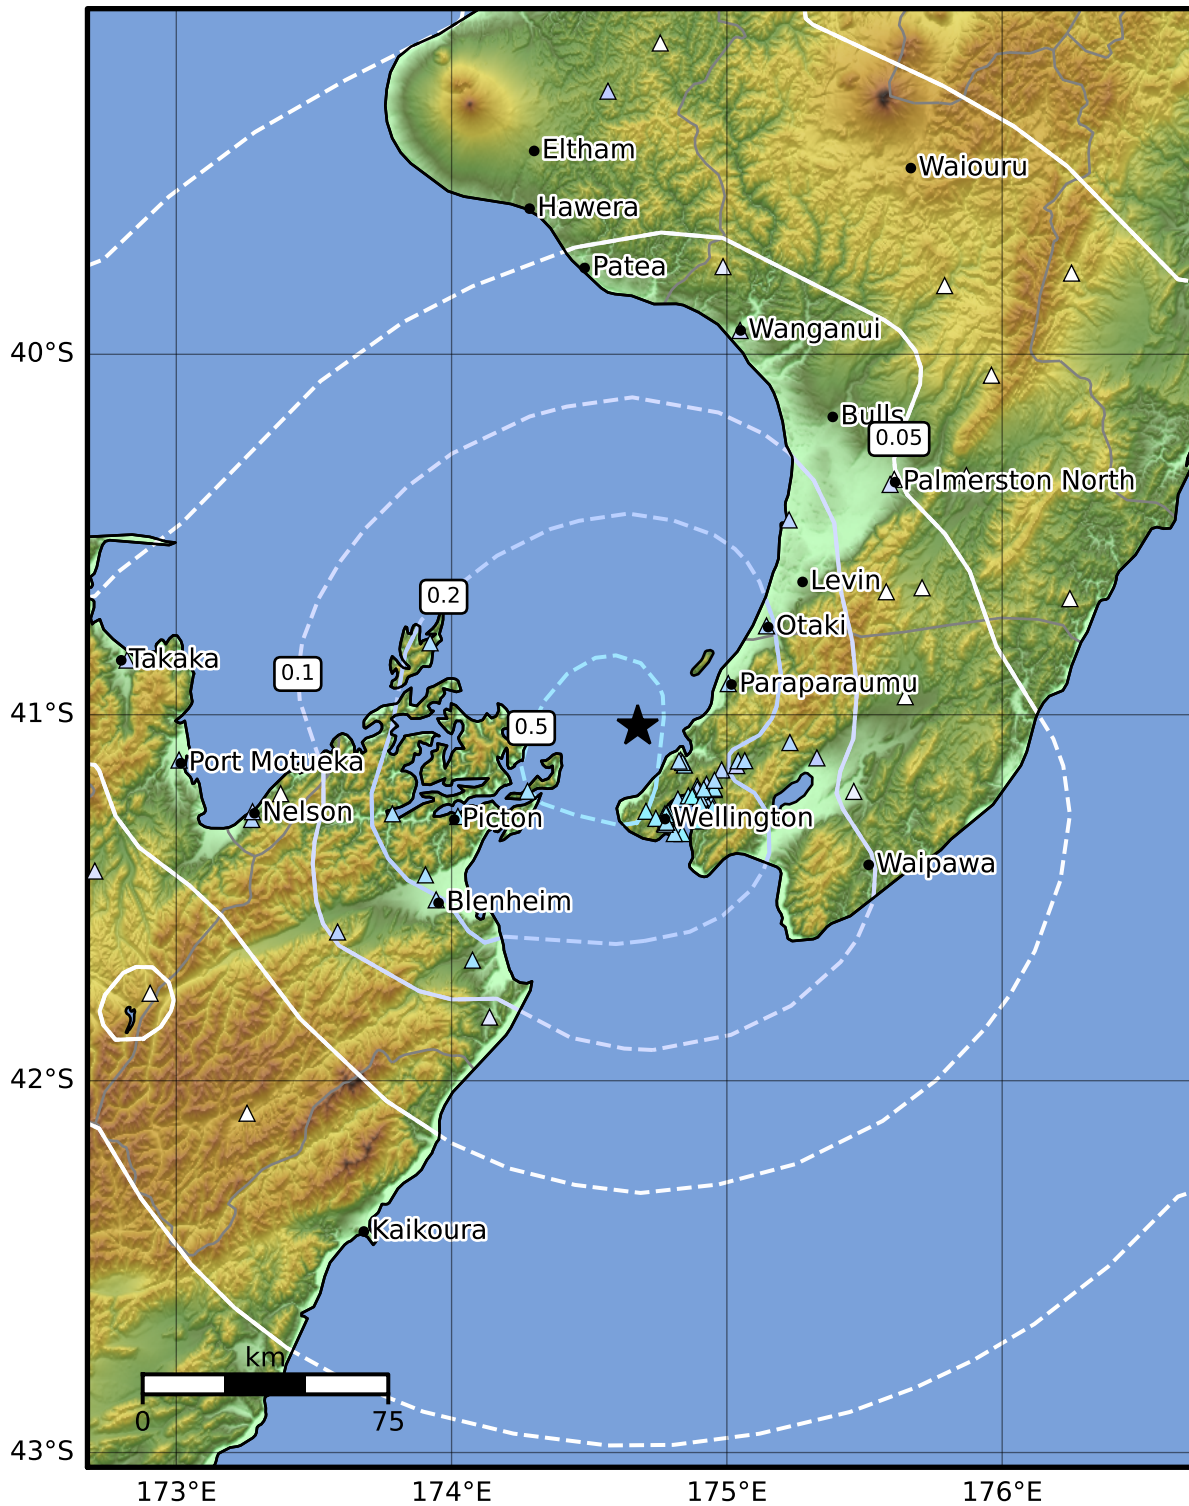 Eltham
Waiouru
Hawera
Patea
Wanganui
40°S
Bulls
0.05
Palmerston North
Levin
0.2
Otaki
Takaka
0.1
Paraparaumu
41°S
0.5
Port Motueka
Nelson
Picton
Wellington
Waipawa
Blenheim
42°S
Kaikoura
km
0 75
43°S
173°E 174°E 175°E 176°E